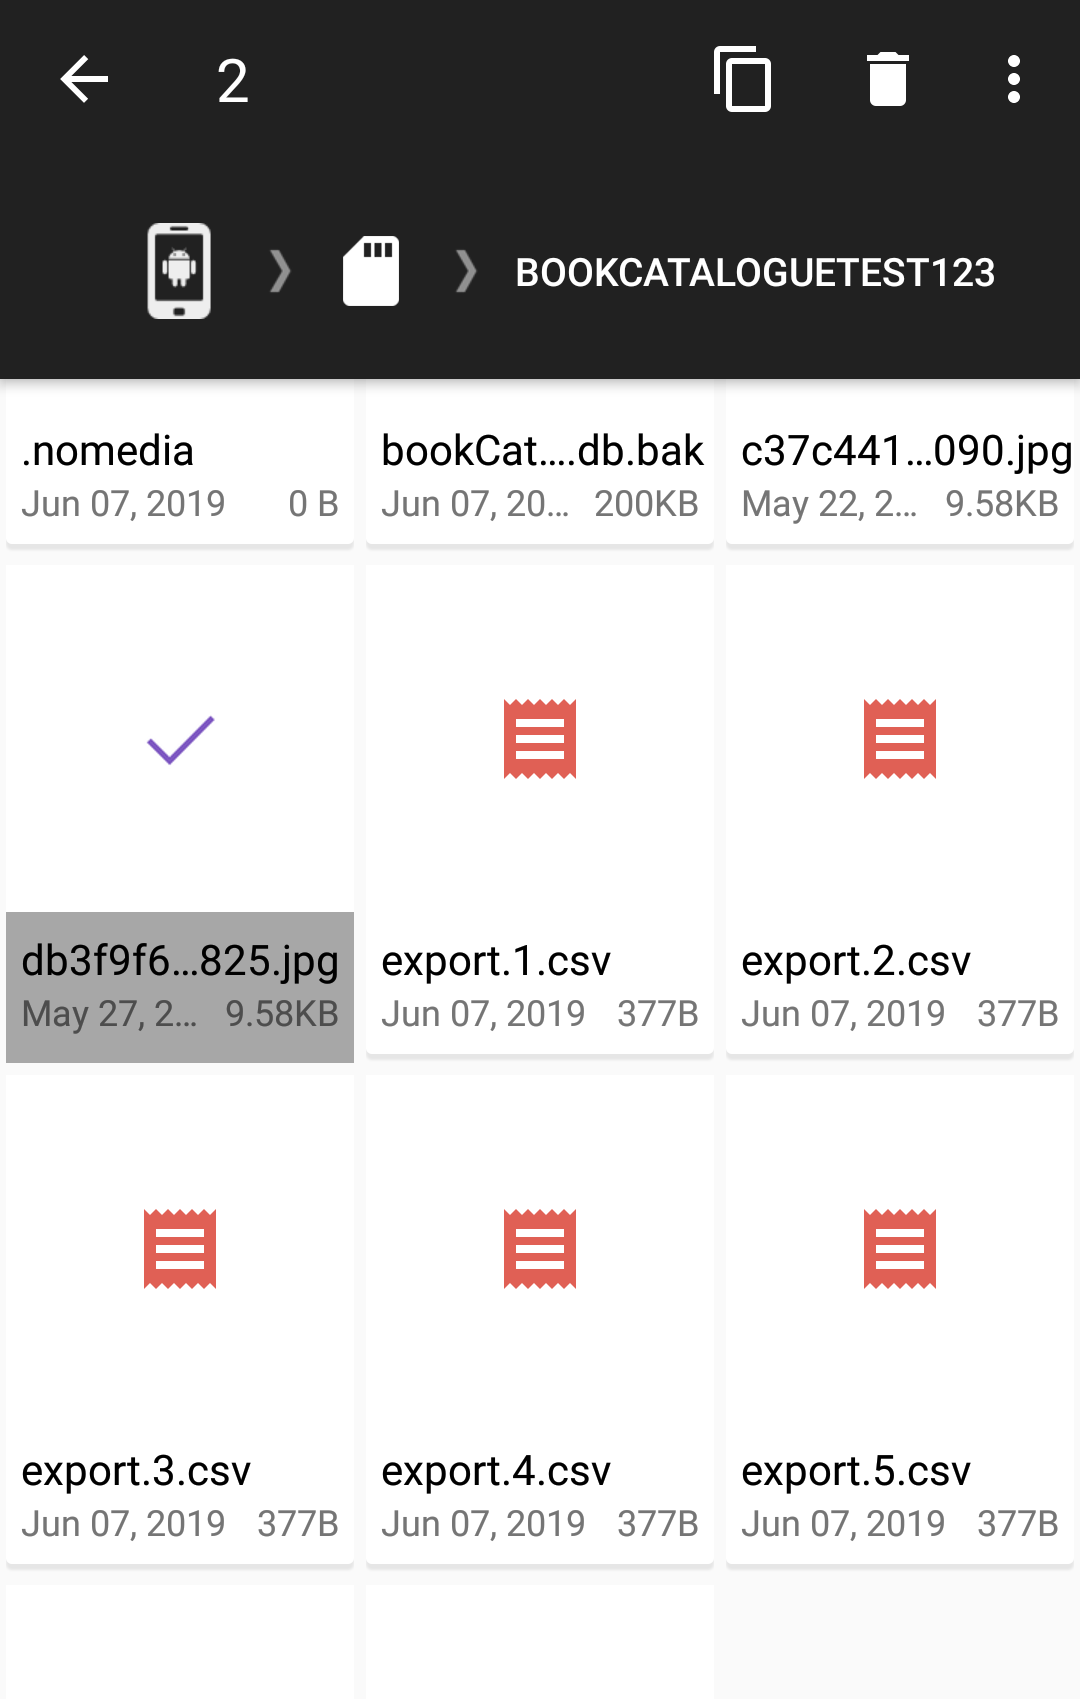 2
BOOKCATALOGUETEST123
.nomedia
Jun 07, 2019 0 B
bookCat....db.bak
Jun 07, 20... 200KB
c37c441...090.jpg
May 22, 2... 9.58KB
db3f9f6...825.jpg
May 27, 2... 9.58KB
export.1.csv
Jun 07, 2019 377B
export.2.csv
Jun 07, 2019 377B
export.3.csv
Jun 07, 2019 377B
export.4.csv
Jun 07, 2019 377B
export.5.csv
Jun 07, 2019 377B